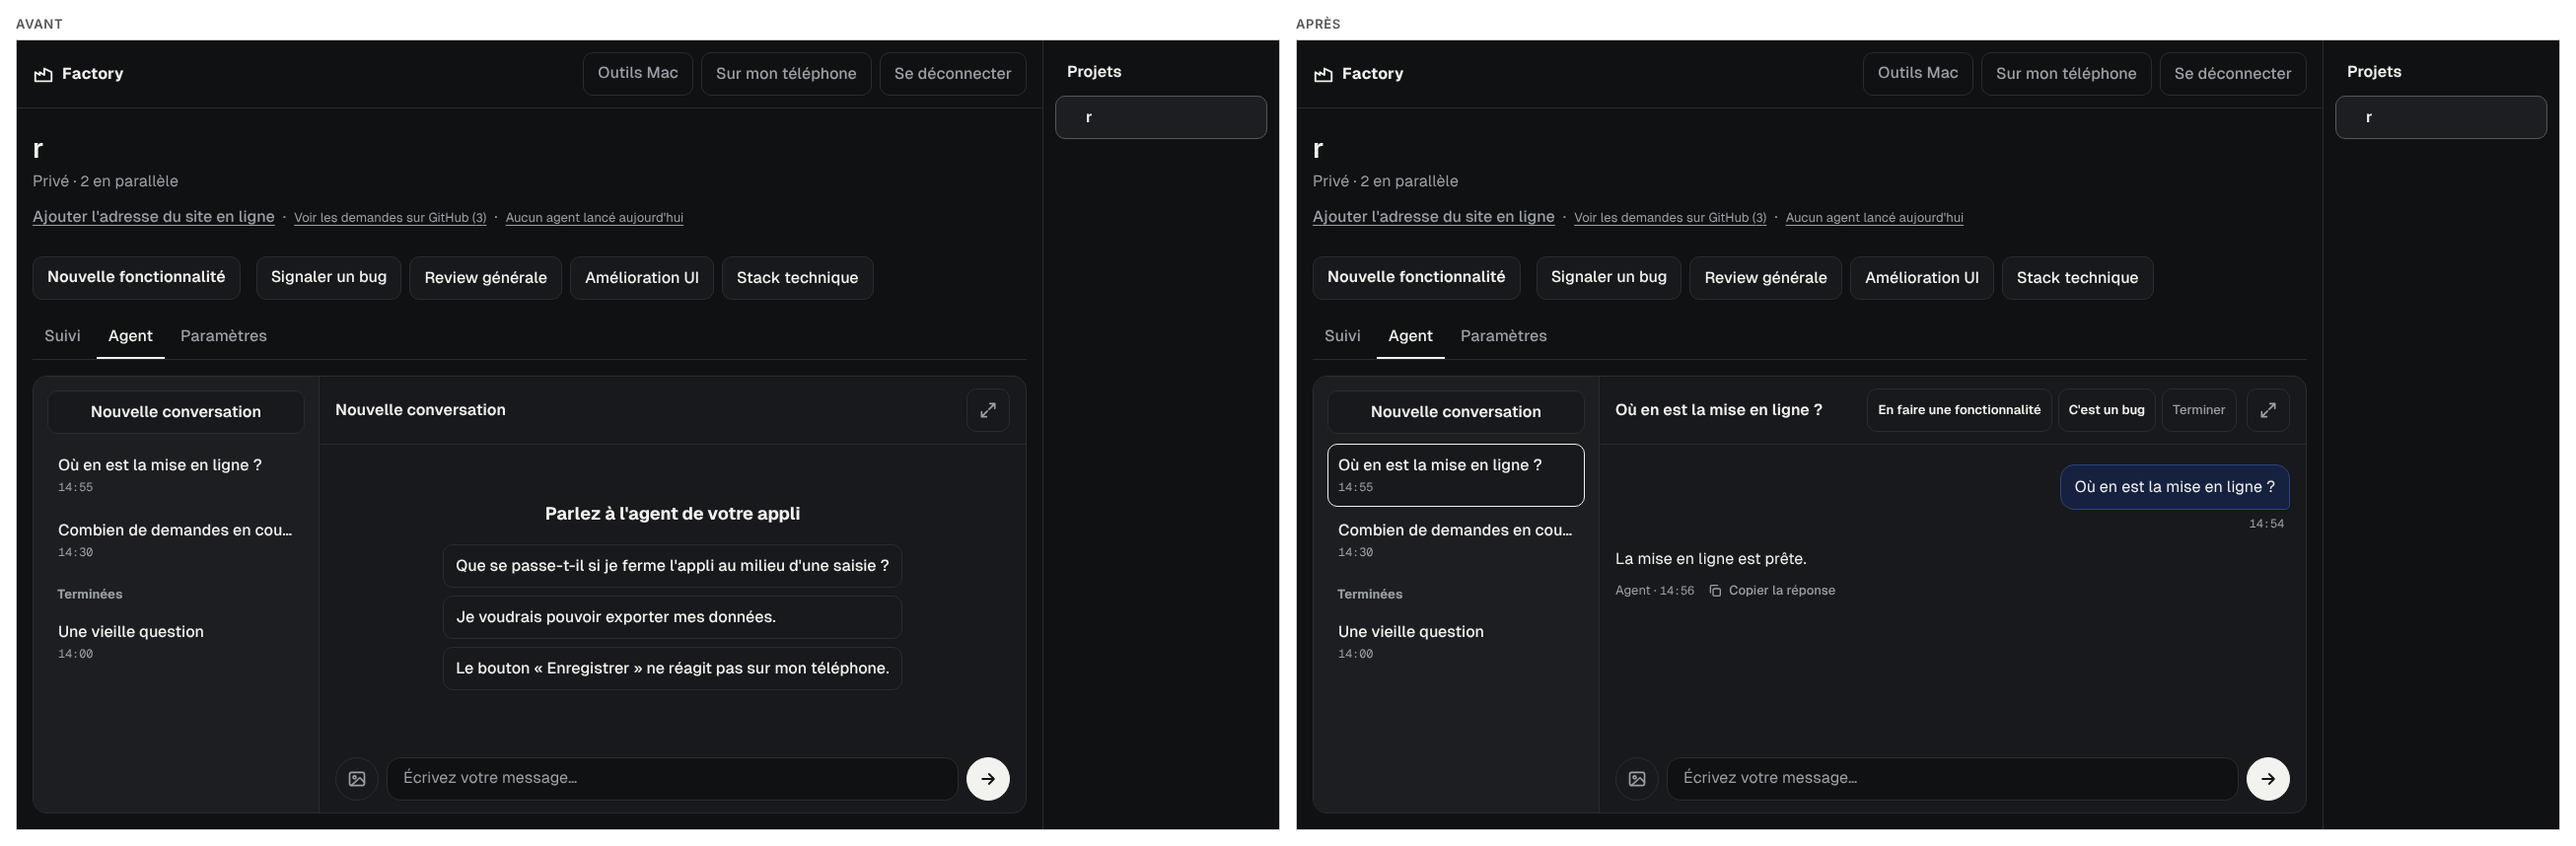 AVANT
Factory
Outils Mac
Sur mon téléphone
Se déconnecter
Projets
r
r
Privé · 2 en parallèle
Ajouter l'adresse du site en ligne · Voir les demandes sur GitHub (3) · Aucun agent lancé aujourd'hui
Nouvelle fonctionnalité
Signaler un bug
Review générale
Amélioration UI
Stack technique
Suivi
Agent
Paramètres
Nouvelle conversation
Où en est la mise en ligne ?
14:55
Combien de demandes en cou...
14:30
Terminées
Une vieille question
14:00
Nouvelle conversation
Parlez à l'agent de votre appli
Que se passe-t-il si je ferme l'appli au milieu d'une saisie ?
Je voudrais pouvoir exporter mes données.
Le bouton « Enregistrer » ne réagit pas sur mon téléphone.
Écrivez votre message...
APRÈS
Factory
Outils Mac
Sur mon téléphone
Se déconnecter
Projets
r
r
Privé · 2 en parallèle
Ajouter l'adresse du site en ligne · Voir les demandes sur GitHub (3) · Aucun agent lancé aujourd'hui
Nouvelle fonctionnalité
Signaler un bug
Review générale
Amélioration UI
Stack technique
Suivi
Agent
Paramètres
Nouvelle conversation
Où en est la mise en ligne ?
14:55
Combien de demandes en cou...
14:30
Terminées
Une vieille question
14:00
Où en est la mise en ligne ?
En faire une fonctionnalité
C'est un bug
Terminer
Où en est la mise en ligne ?
14:54
La mise en ligne est prête.
Agent · 14:56
Copier la réponse
Écrivez votre message...